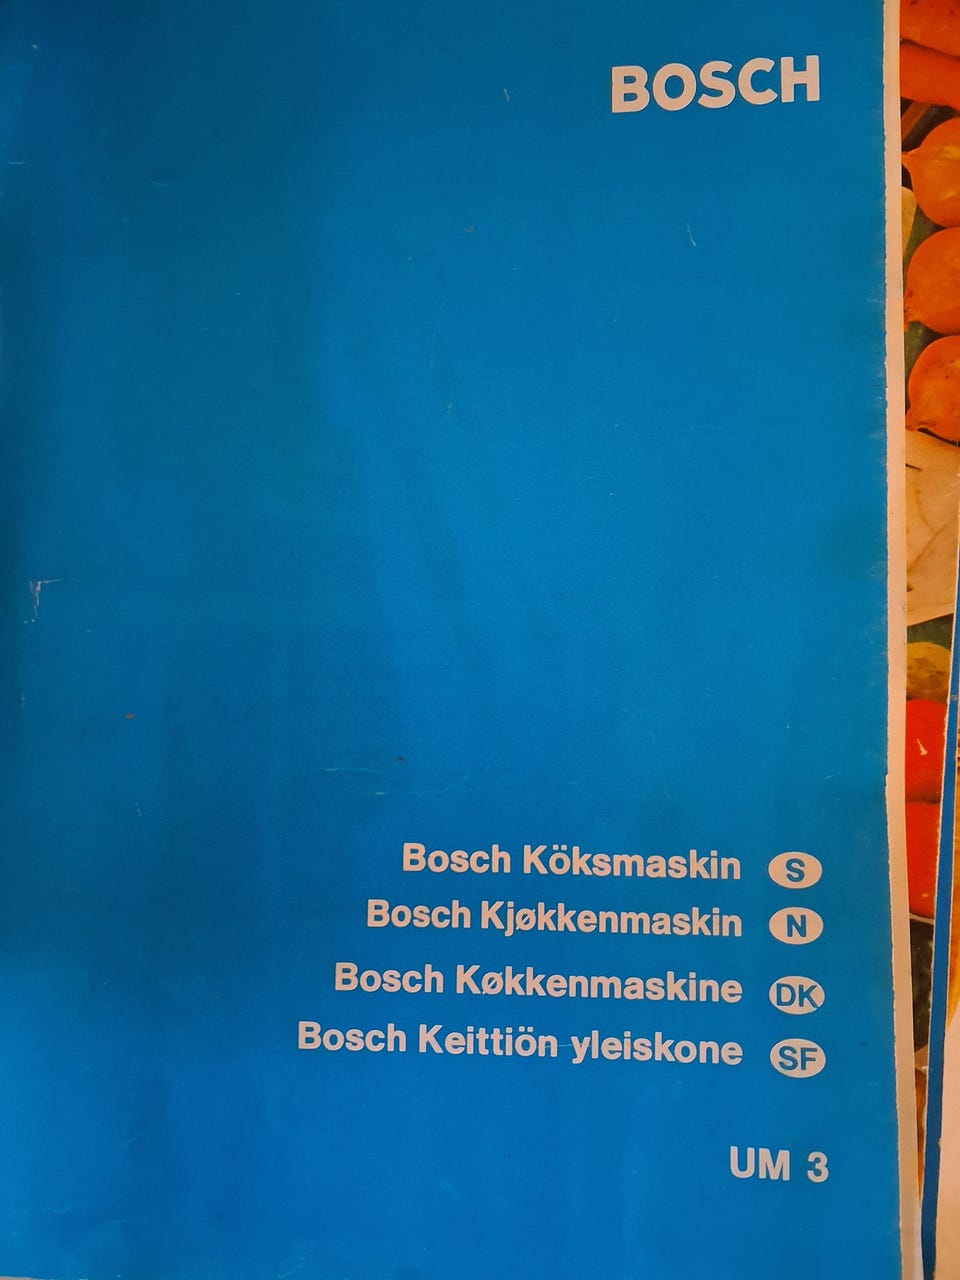 BOSCH
Bosch Köksmaskin S
Bosch Kjøkkenmaskin N
Bosch Køkkenmaskine DK
Bosch Keittiön yleiskone SF
UM 3